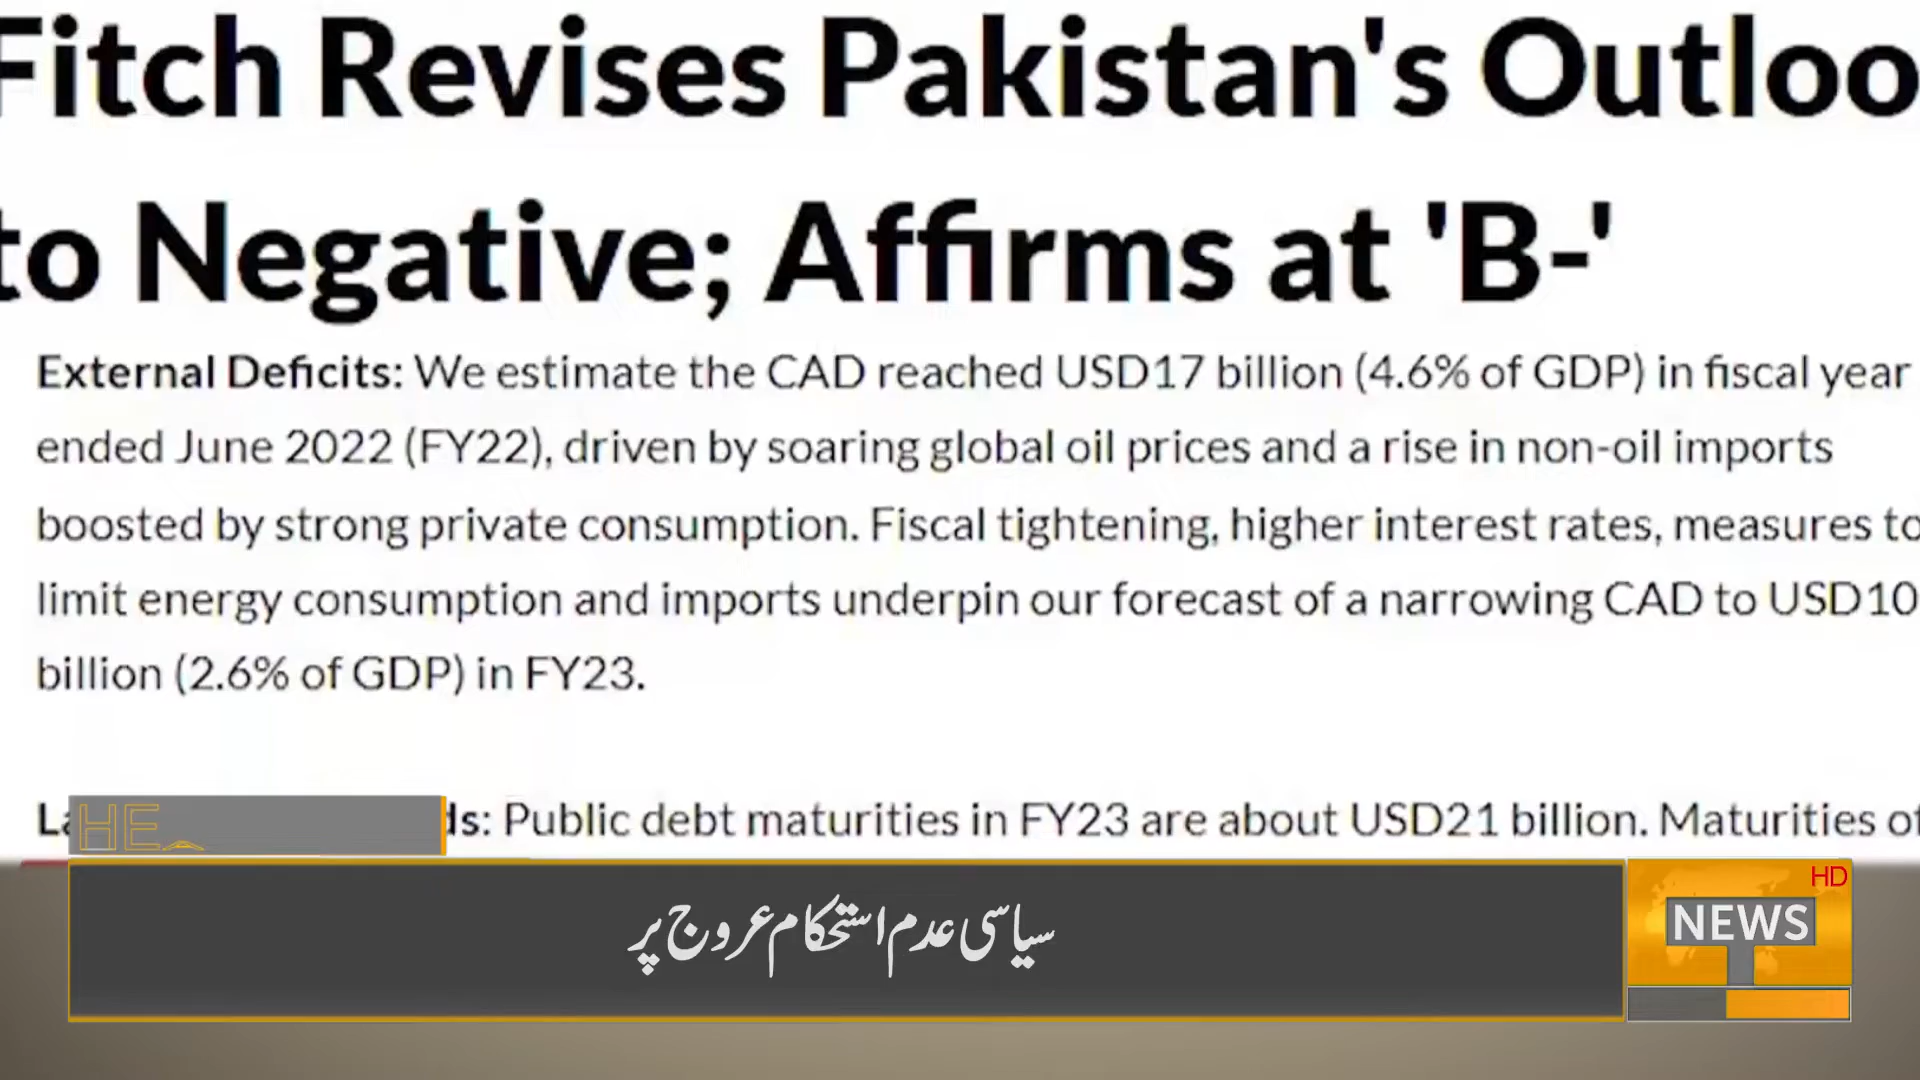 Fitch Revises Pakistan's Outloo
to Negative; Affirms at 'B-'
External Deficits: We estimate the CAD reached USD17 billion (4.6% of GDP) in fiscal year
ended June 2022 (FY22), driven by soaring global oil prices and a rise in non-oil imports
boosted by strong private consumption. Fiscal tightening, higher interest rates, measures to
limit energy consumption and imports underpin our forecast of a narrowing CAD to USD10
billion (2.6% of GDP) in FY23.
ds: Public debt maturities in FY23 are about USD21 billion. Maturities of
HE
سیاسی عدم استحکام عروج پر
HD
NEWS